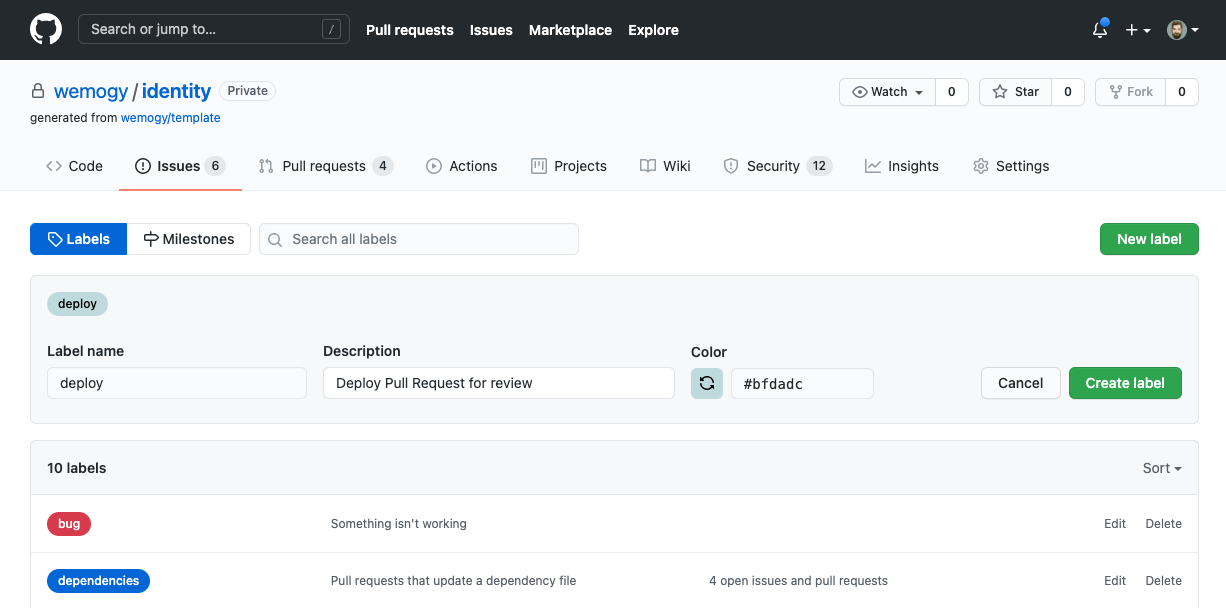 Search or jump to... / Pull requests Issues Marketplace Explore
wemogy / identity Private Watch 0 Star 0 Fork 0
generated from wemogy/template
Code Issues 6 Pull requests 4 Actions Projects Wiki Security 12 Insights Settings
Labels Milestones Search all labels New label
deploy
Label name Description Color
deploy Deploy Pull Request for review #bfdadc Cancel Create label
10 labels Sort
bug Something isn't working Edit Delete
dependencies Pull requests that update a dependency file 4 open issues and pull requests Edit Delete